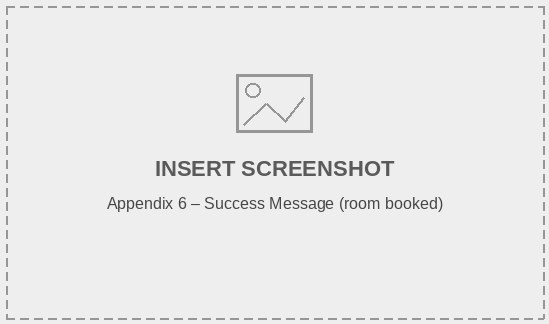 INSERT SCREENSHOT
Appendix 6 – Success Message (room booked)